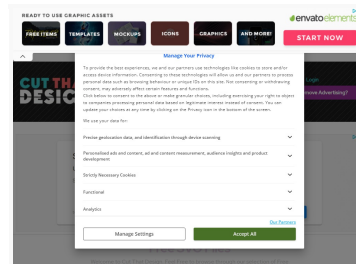 READY TO USE GRAPHIC ASSETS
envato elements
FREE ITEMS
TEMPLATES
MOCKUPS
ICONS
GRAPHICS
AND MORE!
START NOW
Manage Your Privacy
To provide the best experiences, we and our partners use technologies like cookies to store and/or
access device information. Consenting to these technologies will allow us and our partners to process
personal data such as browsing behaviour or unique IDs on this site. Not consenting or withdrawing
consent, may adversely affect certain features and functions.
Click below to consent to the above or make granular choices, including exercising your right to object
to companies processing personal data based on legitimate interest instead of consent. You can
update your choices at any time by clicking on the Privacy icon in the bottom of the screen.
We use your data for:
Precise geolocation data, and identification through device scanning
Personalised ads and content, ad and content measurement, audience insights and product
development
Strictly Necessary Cookies
Functional
Analytics
Our Partners
Manage Settings
Accept All
CUT TH
DESIG
Login
move Advertising?